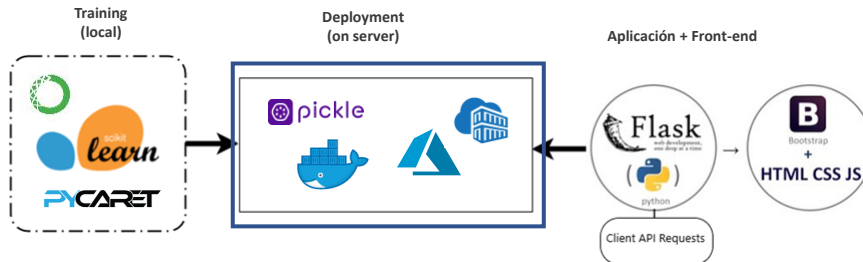 Training
(local)
Deployment
(on server)
Aplicación + Front-end
scikit
learn
PYCARET
pickle
Flask
web development,
one drop at a time
( )
python
→
B
Bootstrap
+
HTML CSS JS
Client API Requests